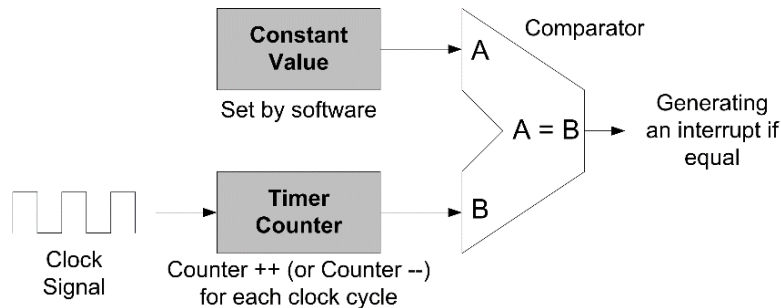 Constant
Value
Set by software
A
Comparator
A = B
Generating
an interrupt if
equal
Clock
Signal
Timer
Counter
Counter ++ (or Counter --)
for each clock cycle
B